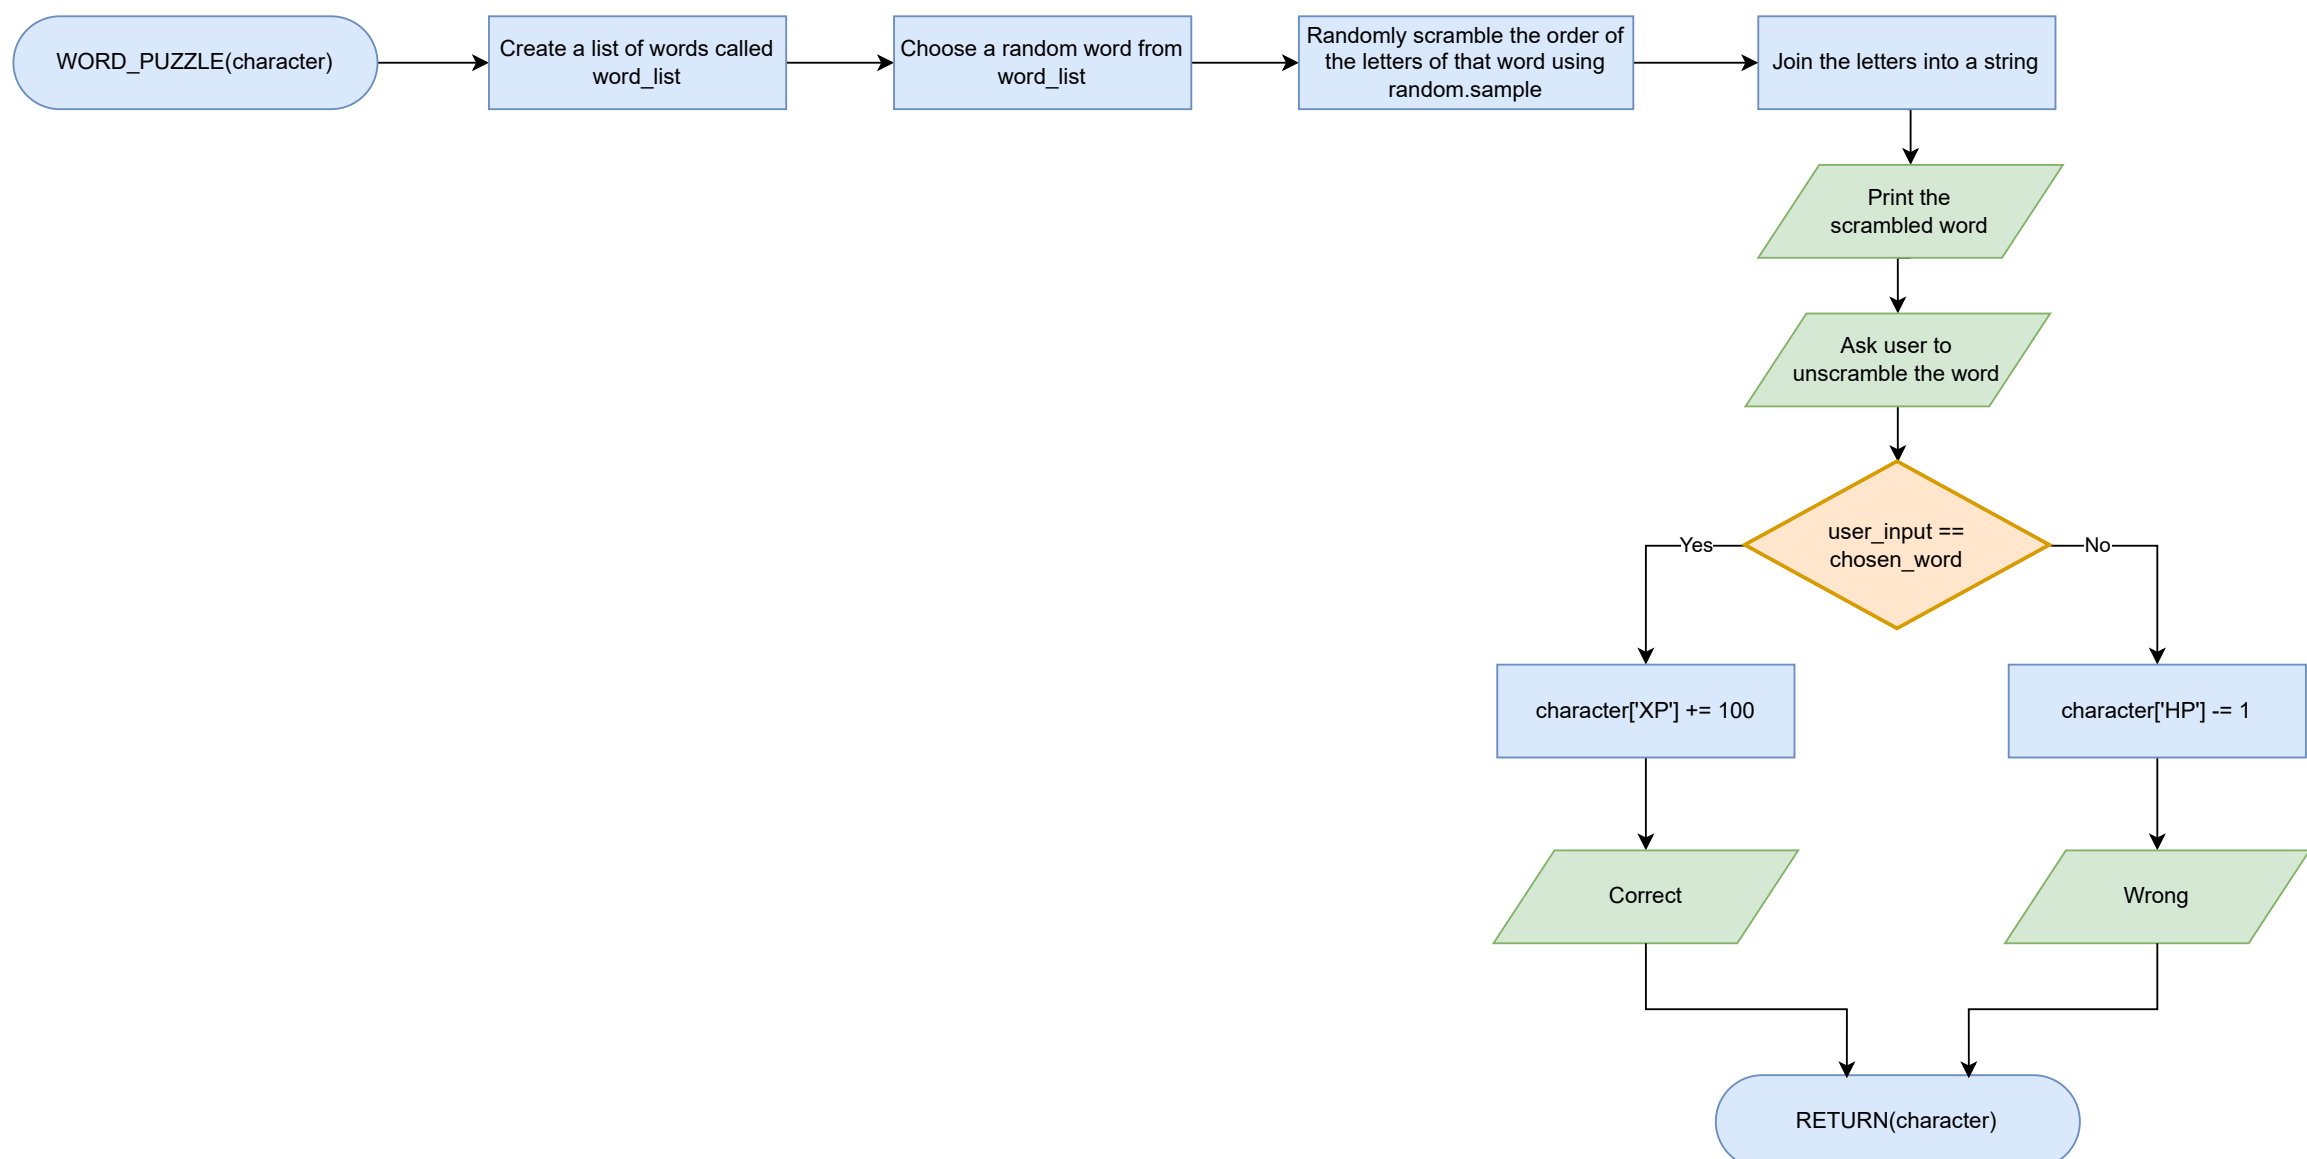 WORD_PUZZLE(character)
Create a list of words called
word_list
Choose a random word from
word_list
Randomly scramble the order of
the letters of that word using
random.sample
Join the letters into a string
Print the
scrambled word
Ask user to
unscramble the word
user_input ==
chosen_word
Yes
No
character['XP'] += 100
character['HP'] -= 1
Correct
Wrong
RETURN(character)